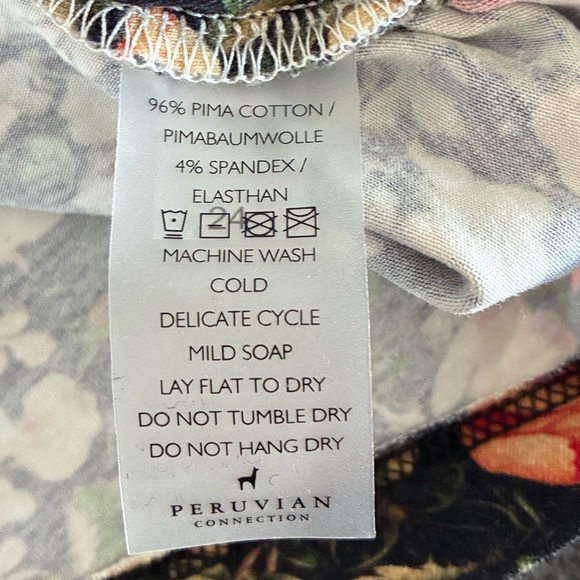 96% PIMA COTTON /
PIMABAUMWOLLE
4% SPANDEX /
ELASTHAN
24
MACHINE WASH
COLD
DELICATE CYCLE
MILD SOAP
LAY FLAT TO DRY
DO NOT TUMBLE DRY
DO NOT HANG DRY
PERUVIAN
CONNECTION